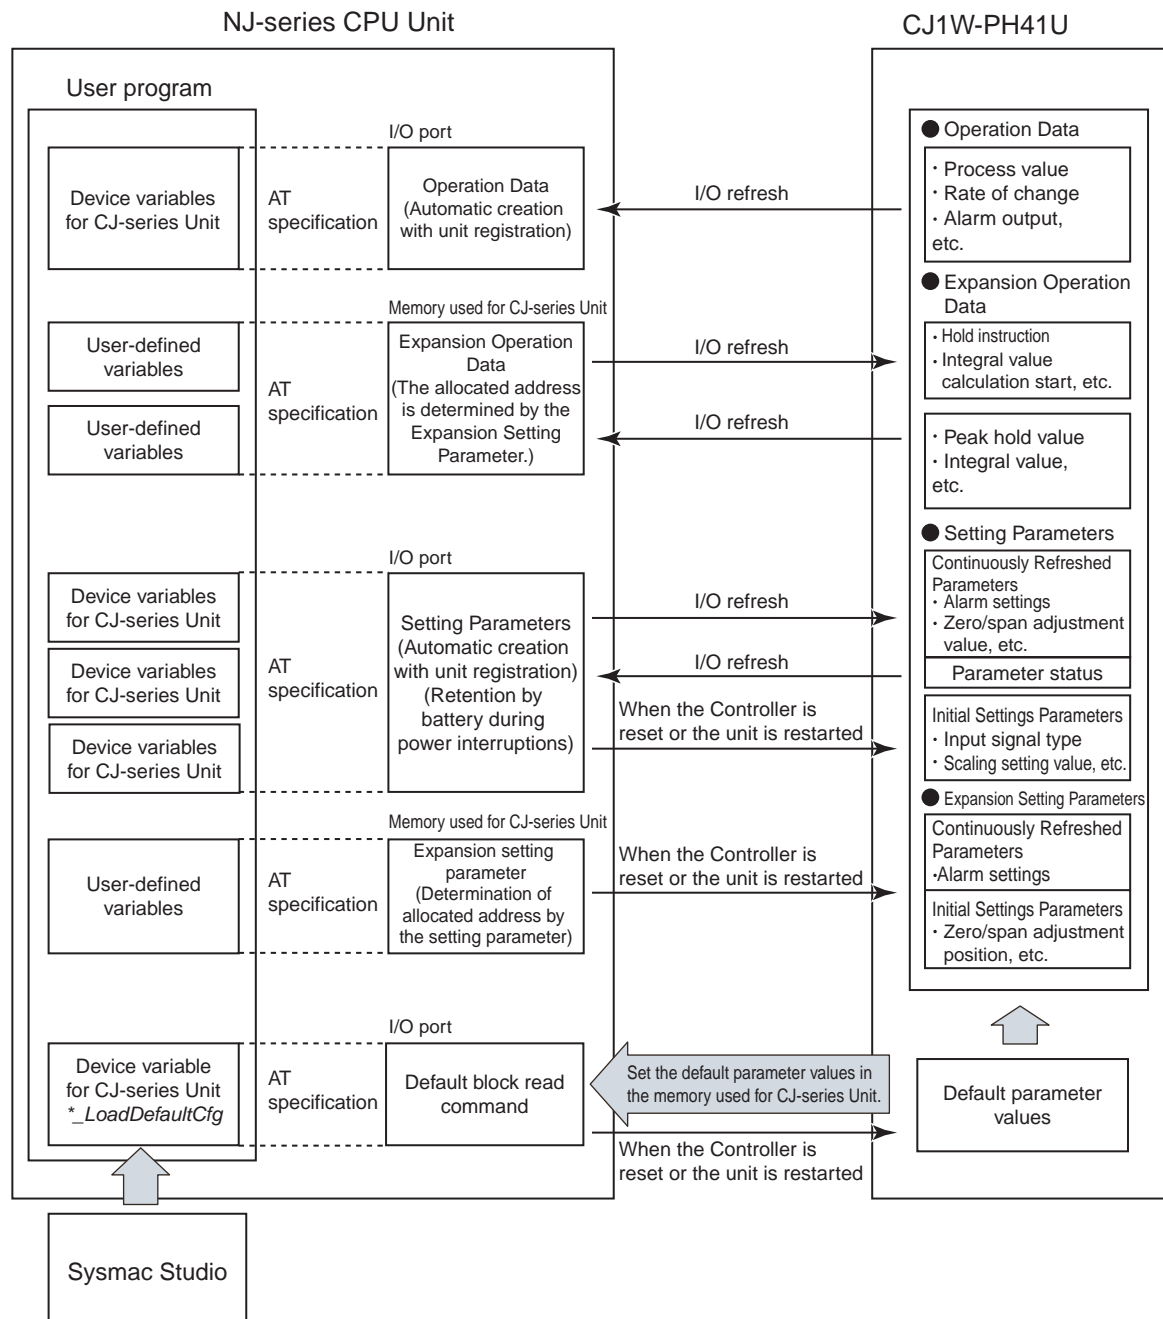 NJ-series CPU Unit
CJ1W-PH41U
User program
I/O port
Device variables
for CJ-series Unit
AT
specification
Operation Data
(Automatic creation
with unit registration)
I/O refresh
● Operation Data
· Process value
· Rate of change
· Alarm output,
etc.
Memory used for CJ-series Unit
User-defined
variables
User-defined
variables
AT
specification
Expansion Operation
Data
(The allocated address
is determined by the
Expansion Setting
Parameter.)
I/O refresh
I/O refresh
● Expansion Operation
Data
· Hold instruction
· Integral value
calculation start, etc.
· Peak hold value
· Integral value,
etc.
I/O port
Device variables
for CJ-series Unit
Device variables
for CJ-series Unit
Device variables
for CJ-series Unit
AT
specification
Setting Parameters
(Automatic creation
with unit registration)
(Retention by
battery during
power interruptions)
I/O refresh
I/O refresh
When the Controller is
reset or the unit is restarted
● Setting Parameters
Continuously Refreshed
Parameters
· Alarm settings
· Zero/span adjustment
value, etc.
Parameter status
Initial Settings Parameters
· Input signal type
· Scaling setting value, etc.
Memory used for CJ-series Unit
User-defined
variables
AT
specification
Expansion setting
parameter
(Determination of
allocated address by
the setting parameter)
When the Controller is
reset or the unit is restarted
● Expansion Setting Parameters
Continuously Refreshed
Parameters
·Alarm settings
Initial Settings Parameters
· Zero/span adjustment
position, etc.
I/O port
Device variable
for CJ-series Unit
*_LoadDefaultCfg
AT
specification
Default block read
command
Set the default parameter values in
the memory used for CJ-series Unit.
When the Controller is
reset or the unit is restarted
Default parameter
values
Sysmac Studio